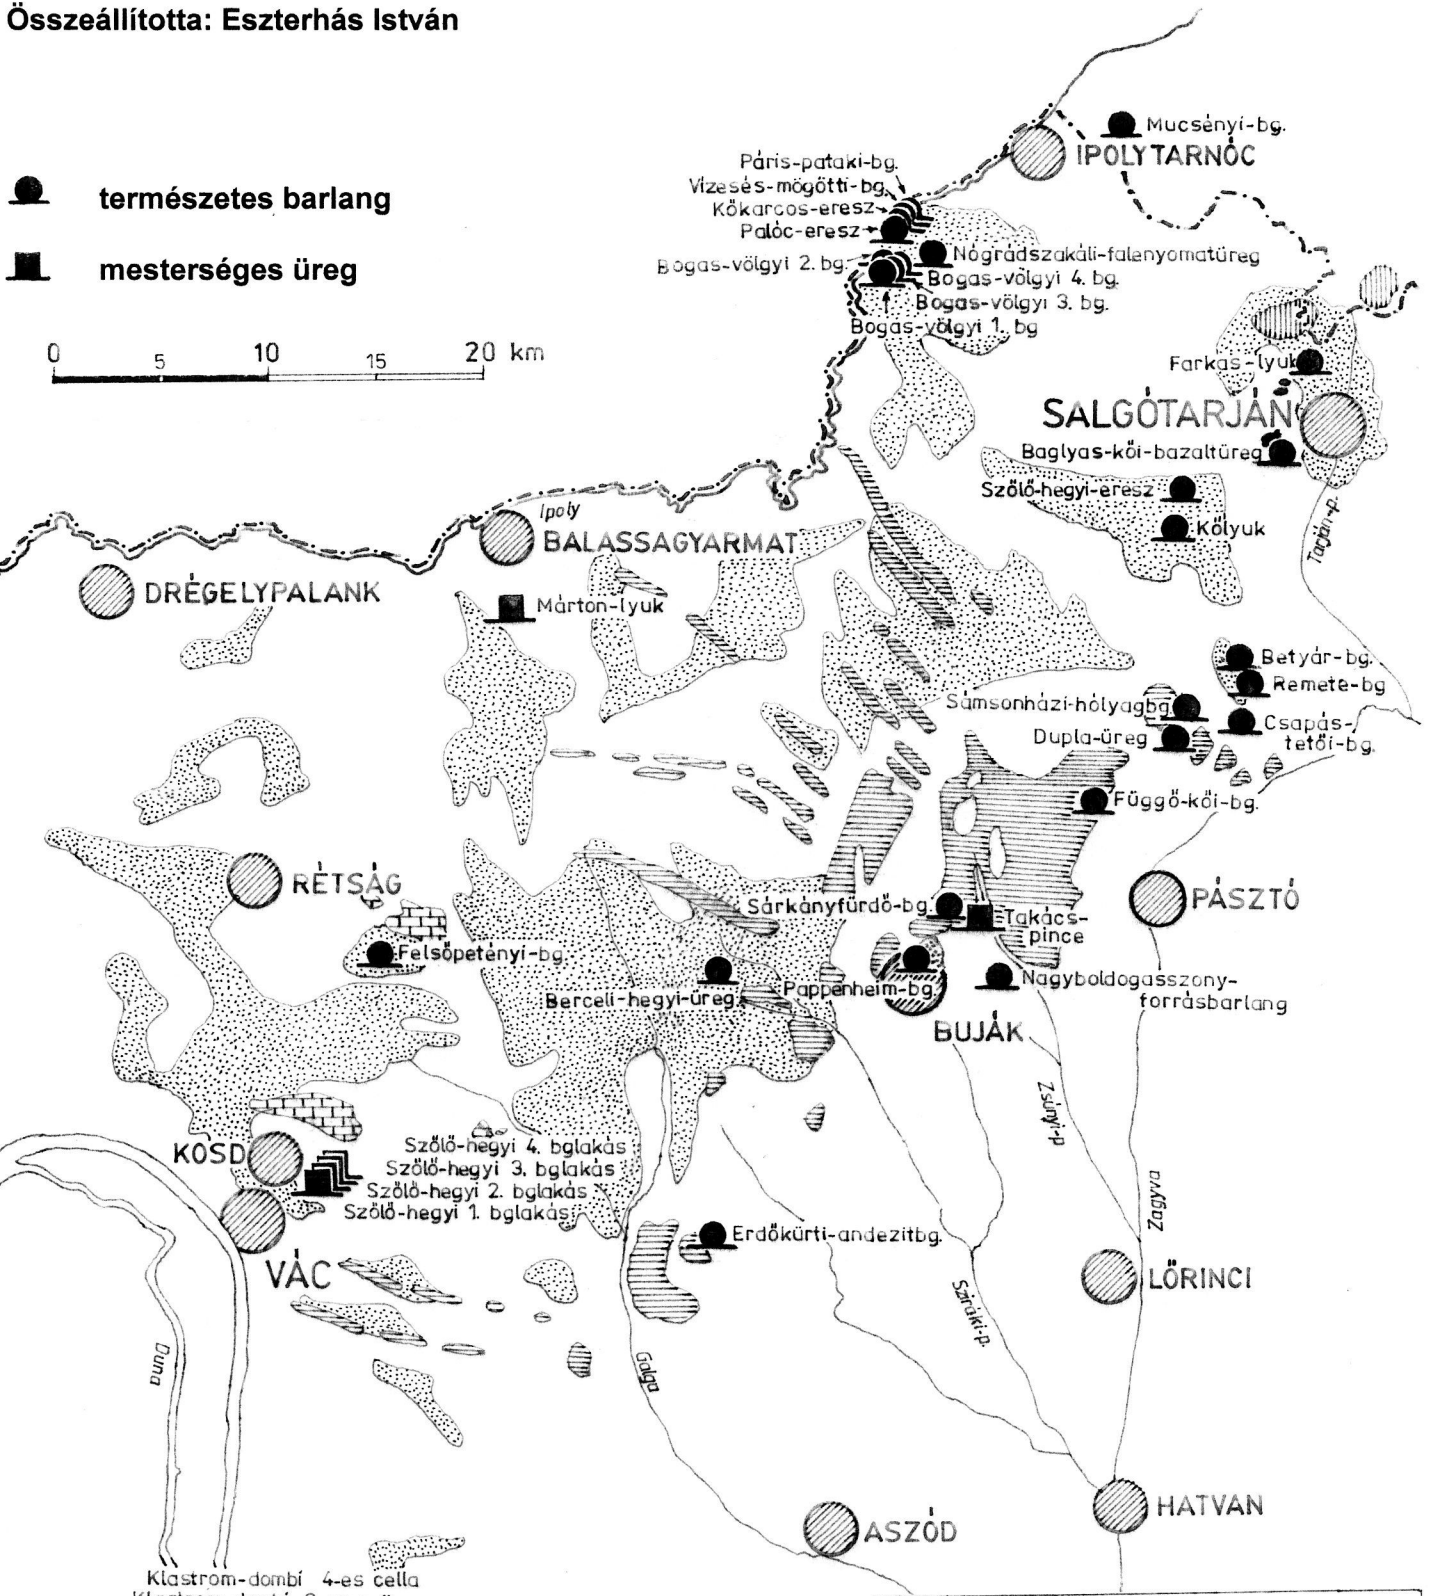 Összeállította: Eszterhás István
természetes barlang
mesterséges üreg
0 5 10 15 20 km
Mucsényi-bg.
IPOLYTARNÓC
Páris-pataki-bg.
Vizesés-mögötti-bg.
Kőkarcos-eresz
Palóc-eresz
Nógrádszakáli-falenyomatüreg
Bogas-völgyi 2. bg.
Bogas-völgyi 4. bg.
Bogas-völgyi 3. bg.
Bogas-völgyi 1. bg
Farkas-lyuk
SALGÓTARJÁN
Baglyas-kői-bazaltüreg
Szőlő-hegyi-eresz
Kőlyuk
Tarjáni-p.
Ipoly
BALASSAGYARMAT
DRÉGELYPALANK
Márton-lyuk
Betyár-bg.
Remete-bg
Sámsonházi-hólyagbg.
Csapás-
tetői-bg.
Dupla-üreg
Függő-kői-bg.
RÉTSÁG
PÁSZTÓ
Sárkányfürdő-bg.
Takács-
pince
Felsőpetényi-bg.
Berceli-hegyi-üreg
Pappenheim-bg.
Nagyboldogasszony-
forrásbarlang
BUJÁK
Zsúnyi-p
KÖSD
Szőlő-hegyi 4. bglakás
Szőlő-hegyi 3. bglakás
Szőlő-hegyi 2. bglakás
Szőlő-hegyi 1. bglakás
Zagyva
Erdőkürti-andezitbg.
VÁC
LŐRINCI
Sziráki-p.
Duna
Galga
HATVAN
ASZÓD
Klastrom-dombi 4-es cella